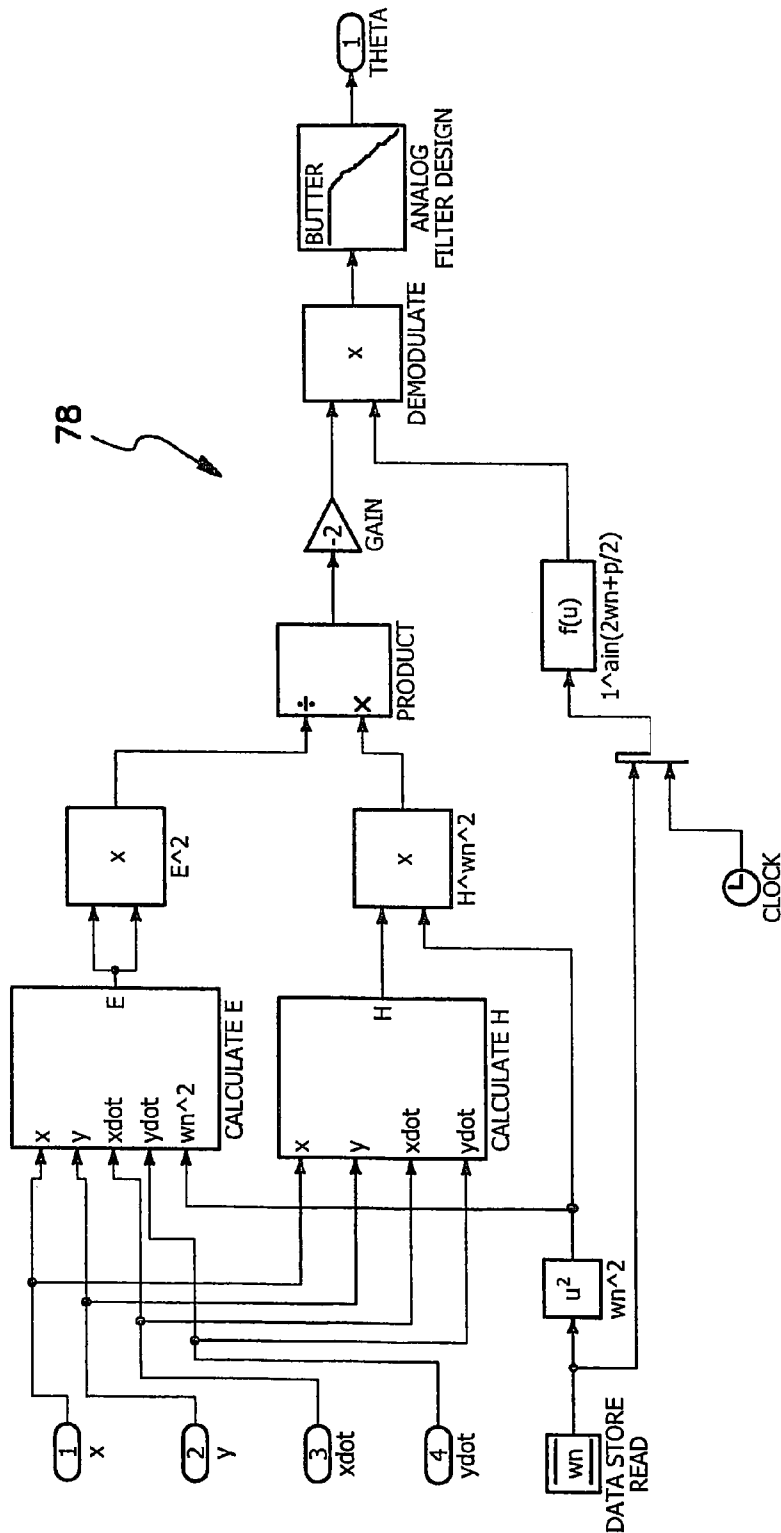 78
1
x
2
y
3
xdot
4
ydot
wn
DATA STORE
READ
u²
wn^2
x
y
xdot
ydot
wn^2
E
CALCULATE E
x
y
xdot
ydot
H
CALCULATE H
x
E^2
x
H^wn^2
÷
×
PRODUCT
-2
GAIN
CLOCK
f(u)
1^ain(2wn+p/2)
x
DEMODULATE
BUTTER
ANALOG
FILTER DESIGN
1
THETA